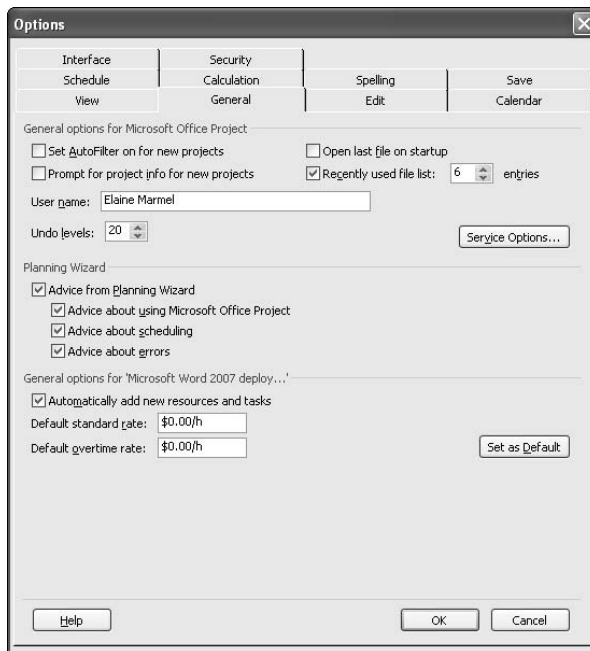 Options
Interface Security
Schedule Calculation Spelling Save
View General Edit Calendar
General options for Microsoft Office Project
Set AutoFilter on for new projects Open last file on startup
Prompt for project info for new projects Recently used file list: 6 entries
User name: Elaine Marmel
Undo levels: 20 Service Options...
Planning Wizard
Advice from Planning Wizard
Advice about using Microsoft Office Project
Advice about scheduling
Advice about errors
General options for 'Microsoft Word 2007 deploy...'
Automatically add new resources and tasks
Default standard rate: $0.00/h
Default overtime rate: $0.00/h Set as Default
Help OK Cancel